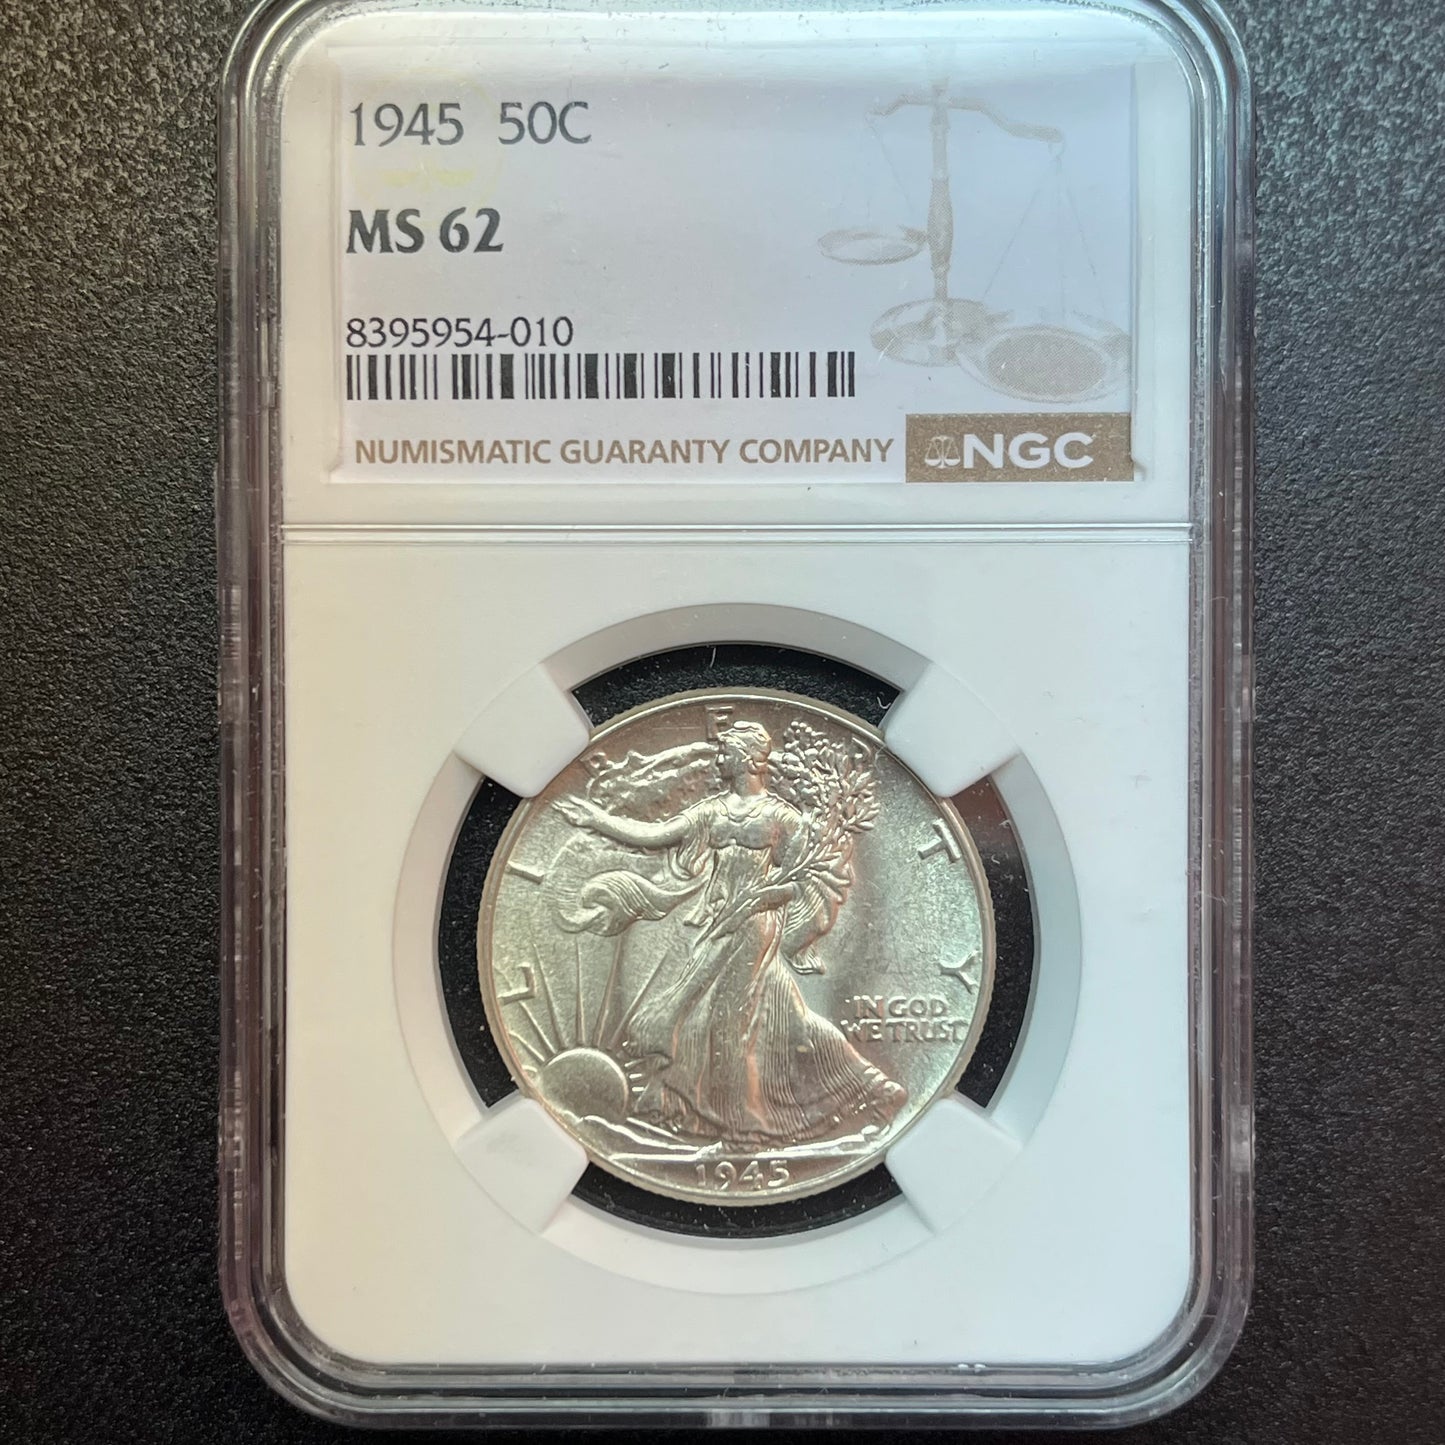 1945 50C
MS 62
8395954-010
NUMISMATIC GUARANTY COMPANY NGC
LIBERTY
IN GOD
WE TRUST
1945